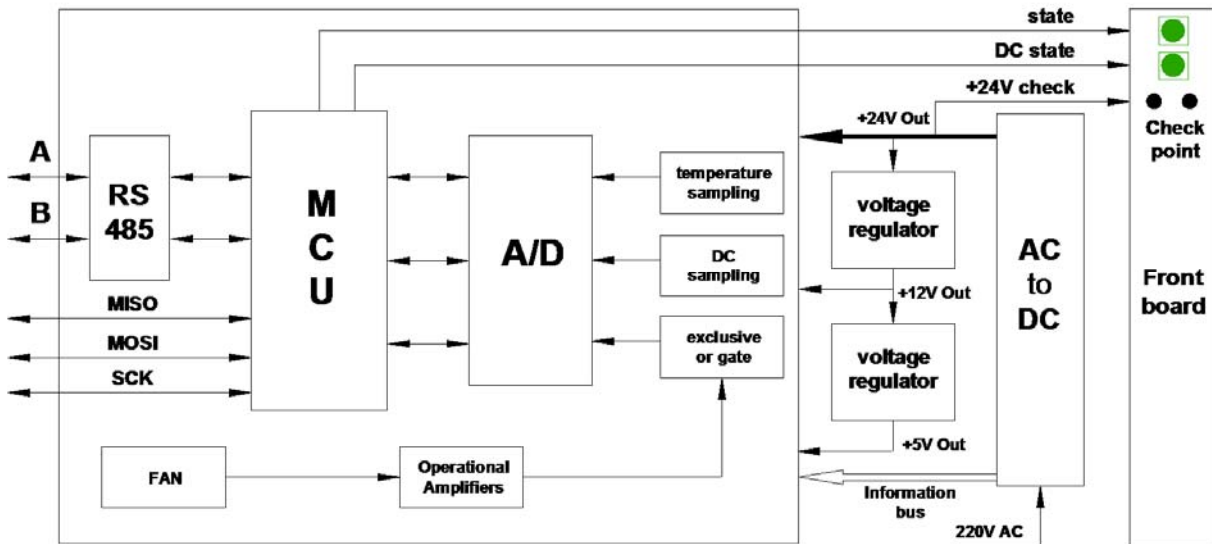 state
DC state
+24V check
Check
point
Front
board
+24V Out
A
B
RS
485
M
C
U
A/D
temperature
sampling
DC
sampling
exclusive
or gate
voltage
regulator
+12V Out
voltage
regulator
+5V Out
AC
to
DC
MISO
MOSI
SCK
FAN
Operational
Amplifiers
Information
bus
220V AC